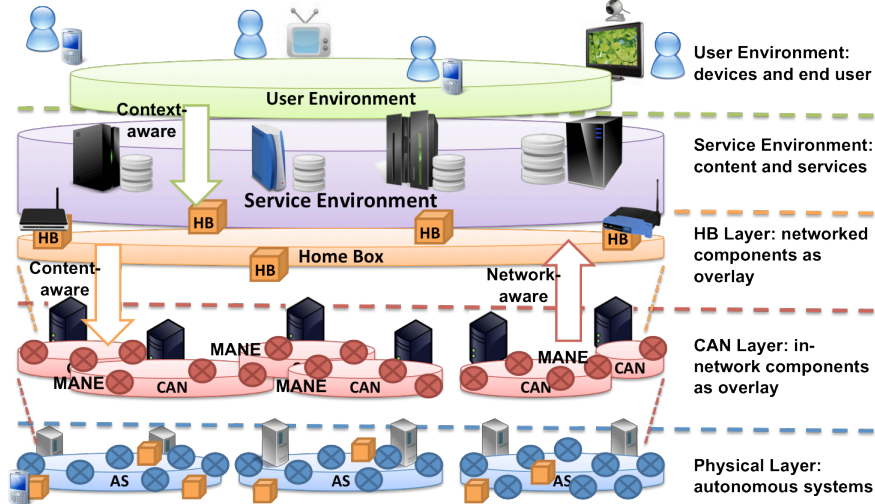 User Environment:
devices and end user
User Environment
Context-
aware
Service Environment:
content and services
Service Environment
HB
HB
HB
HB
HB
Home Box
HB Layer: networked
components as
overlay
Content-
aware
Network-
aware
MANE
MANE
MANE
MANE
CAN
CAN
CAN
CAN
CAN Layer: in-
network components
as overlay
AS
AS
AS
Physical Layer:
autonomous systems